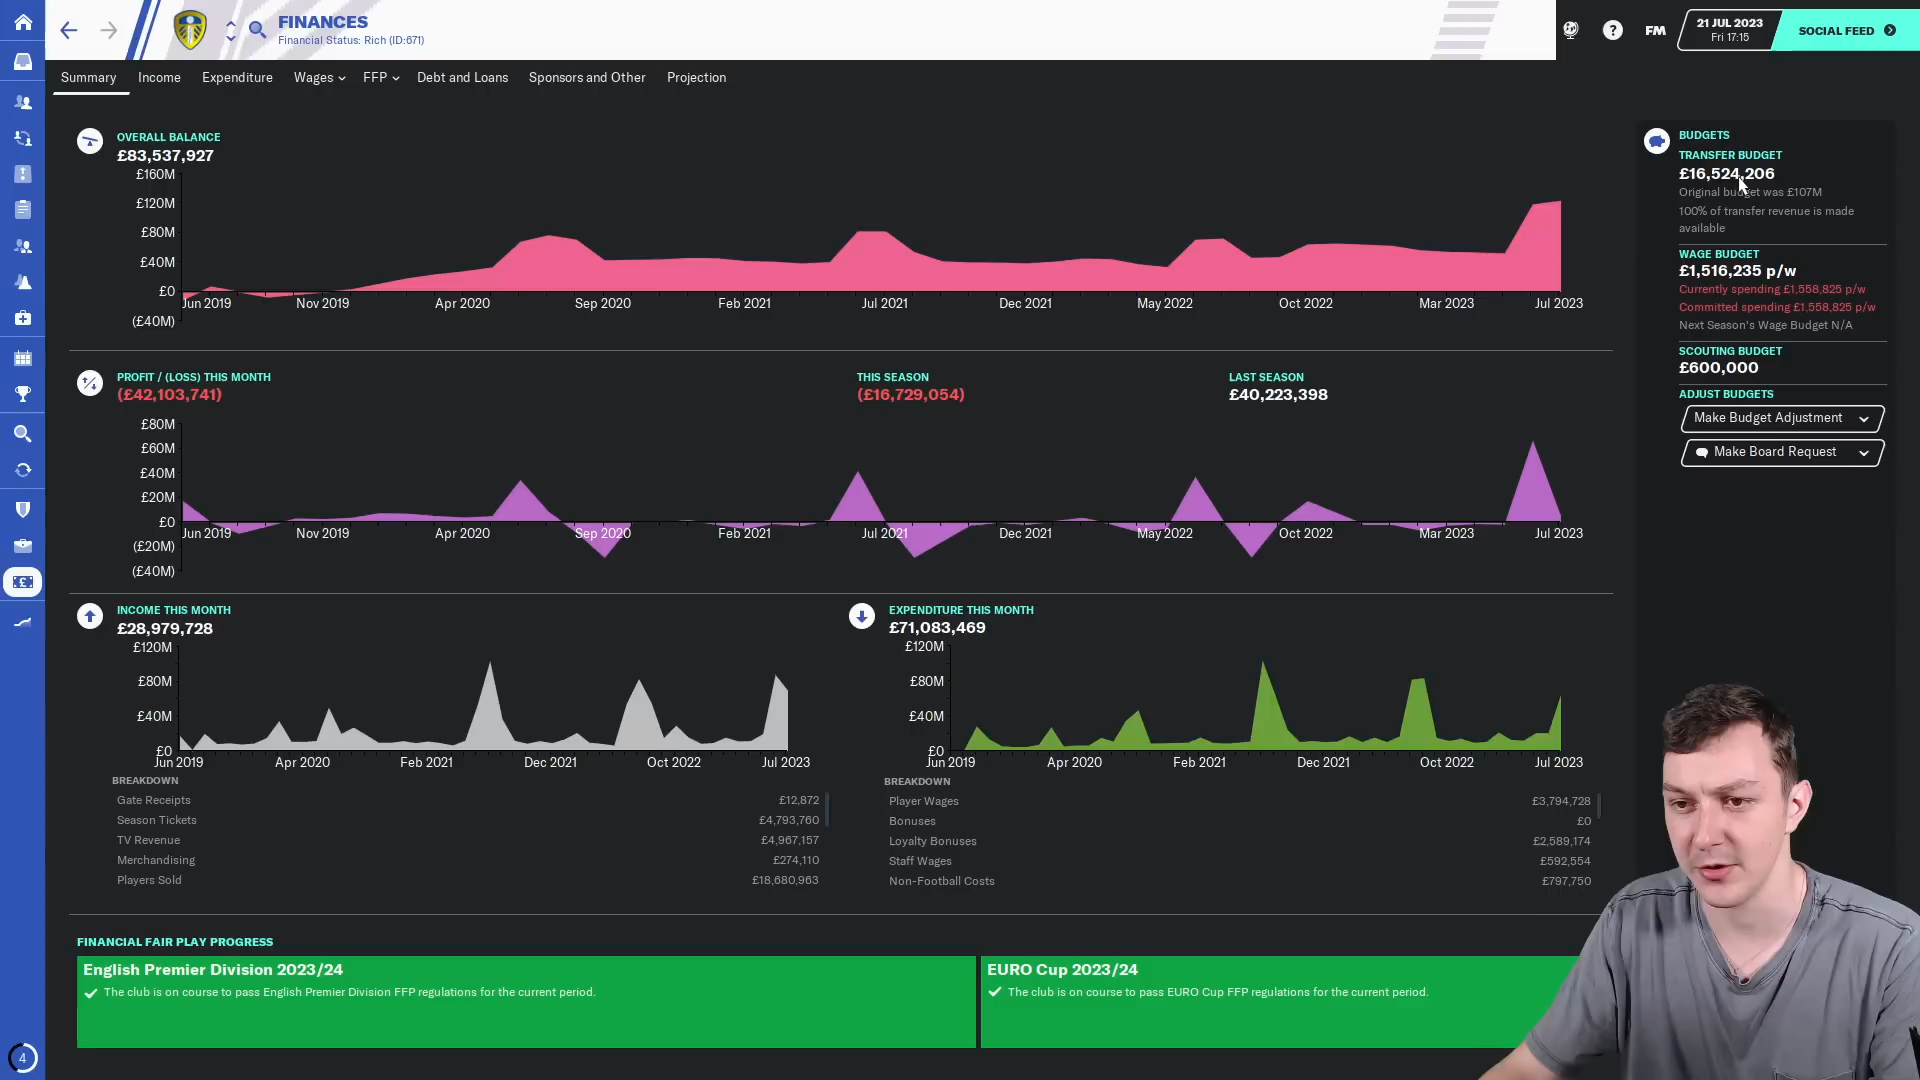 FINANCES
Financial Status: Rich (ID:671)
?
FM
21 JUL 2023
Fri 17:15
SOCIAL FEED
Summary
Income
Expenditure
Wages
FFP
Debt and Loans
Sponsors and Other
Projection
OVERALL BALANCE
£83,537,927
£160M
£120M
£80M
£40M
£0
(£40M)
Jun 2019
Nov 2019
Apr 2020
Sep 2020
Feb 2021
Jul 2021
Dec 2021
May 2022
Oct 2022
Mar 2023
Jul 2023
PROFIT / (LOSS) THIS MONTH
(£42,103,741)
THIS SEASON
(£16,729,054)
LAST SEASON
£40,223,398
£80M
£60M
£40M
£20M
£0
(£20M)
(£40M)
Jun 2019
Nov 2019
Apr 2020
Sep 2020
Feb 2021
Jul 2021
Dec 2021
May 2022
Oct 2022
Mar 2023
Jul 2023
INCOME THIS MONTH
£28,979,728
£120M
£80M
£40M
£0
Jun 2019
Apr 2020
Feb 2021
Dec 2021
Oct 2022
Jul 2023
BREAKDOWN
Gate Receipts £12,872
Season Tickets £4,793,760
TV Revenue £4,967,157
Merchandising £274,110
Players Sold £18,680,963
EXPENDITURE THIS MONTH
£71,083,469
£120M
£80M
£40M
£0
Jun 2019
Apr 2020
Feb 2021
Dec 2021
Oct 2022
Jul 2023
BREAKDOWN
Player Wages £3,794,728
Bonuses £0
Loyalty Bonuses £2,589,174
Staff Wages £592,554
Non-Football Costs £797,750
FINANCIAL FAIR PLAY PROGRESS
English Premier Division 2023/24
The club is on course to pass English Premier Division FFP regulations for the current period.
EURO Cup 2023/24
The club is on course to pass EURO Cup FFP regulations for the current period.
BUDGETS
TRANSFER BUDGET
£16,524,206
Original budget was £107M
100% of transfer revenue is made
available
WAGE BUDGET
£1,516,235 p/w
Currently spending £1,558,825 p/w
Committed spending £1,558,825 p/w
Next Season's Wage Budget N/A
SCOUTING BUDGET
£600,000
ADJUST BUDGETS
Make Budget Adjustment
Make Board Request
4